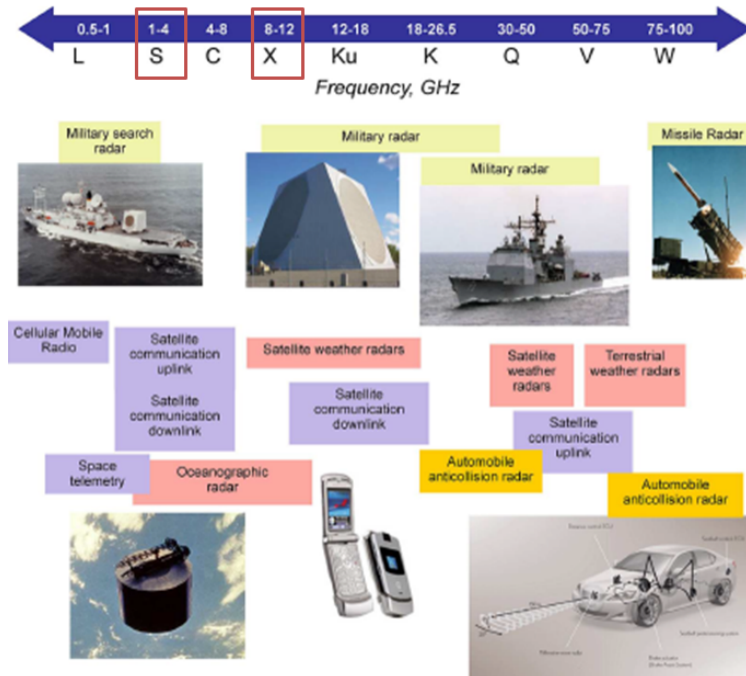 0.5-1 1-4 4-8 8-12 12-18 18-26.5 30-50 50-75 75-100
L S C X Ku K Q V W
Frequency, GHz
Military search
radar
Military radar
Military radar
Missile Radar
Cellular Mobile
Radio
Satellite
communication
uplink
Satellite
communication
downlink
Satellite weather radars
Satellite
communication
downlink
Satellite
weather
radars
Terrestrial
weather radars
Satellite
communication
uplink
Space
telemetry
Oceanographic
radar
Automobile
anticollision radar
Automobile
anticollision radar